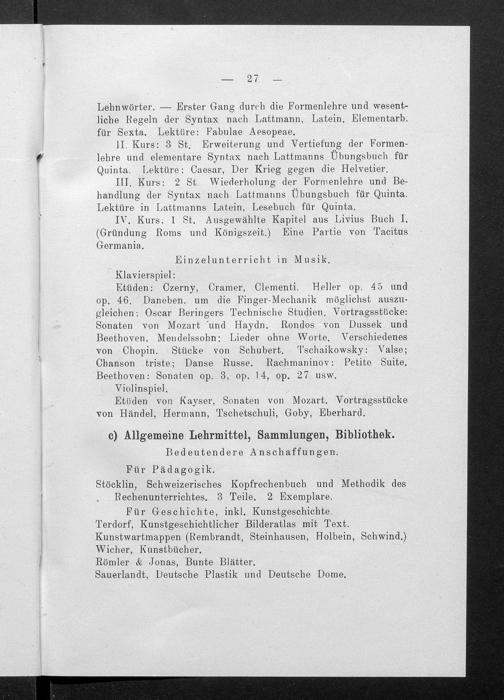 — 27 —
Lehnwörter. — Erster Gang durch die Formenlehre und wesent-
liche Regeln der Syntax nach Lattmann, Latein. Elementarb.
für Sexta. Lektüre: Fabulae Aesopeae.
II. Kurs: 3 St. Erweiterung und Vertiefung der Formen-
lehre und elementare Syntax nach Lattmanns Übungsbuch für
Quinta. Lektüre: Caesar, Der Krieg gegen die Helvetier.
III. Kurs: 2 St. Wiederholung der Formenlehre und Be-
handlung der Syntax nach Lattmanns Übungsbuch für Quinta.
Lektüre in Lattmanns Latein. Lesebuch für Quinta.
IV. Kurs. 1 St. Ausgewählte Kapitel aus Livius Buch I.
(Gründung Roms und Königszeit.) Eine Partie von Tacitus
Germania.
Einzelunterricht in Musik.
Klavierspiel:
Etüden: Czerny, Cramer, Clementi. Heller op. 45 und
op. 46. Daneben, um die Finger-Mechanik möglichst auszu-
gleichen: Oscar Beringers Technische Studien. Vortragsstücke:
Sonaten von Mozart und Haydn. Rondos von Dussek und
Beethoven. Mendelssohn: Lieder ohne Worte. Verschiedenes
von Chopin. Stücke von Schubert. Tschaikowsky: Valse;
Chanson triste; Danse Russe. Rachmaninov: Petite Suite.
Beethoven: Sonaten op. 3, op. 14, op. 27 usw.
Violinspiel.
Etüden von Kayser, Sonaten von Mozart. Vortragsstücke
von Händel, Hermann, Tschetschuli, Goby, Eberhard.
c) Allgemeine Lehrmittel, Sammlungen, Bibliothek.
Bedeutendere Anschaffungen.
Für Pädagogik.
Stöcklin, Schweizerisches Kopfrechenbuch und Methodik des
Rechenunterrichtes. 3 Teile. 2 Exemplare.
Für Geschichte, inkl. Kunstgeschichte.
Terdorf, Kunstgeschichtlicher Bilderatlas mit Text.
Kunstwartmappen (Rembrandt, Steinhausen, Holbein, Schwind.)
Wicher, Kunstbücher.
Römler & Jonas, Bunte Blätter.
Sauerlandt, Deutsche Plastik und Deutsche Dome.